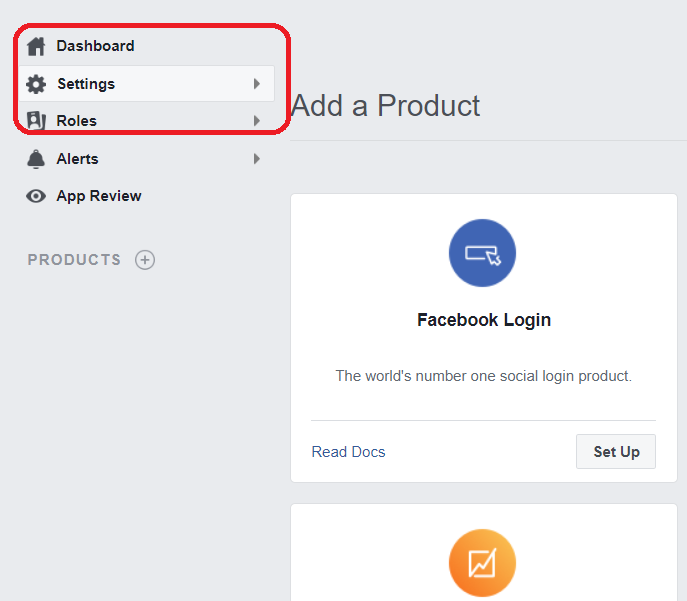 Dashboard
Settings
Roles
Alerts
App Review
PRODUCTS
Add a Product
Facebook Login
The world's number one social login product.
Read Docs
Set Up